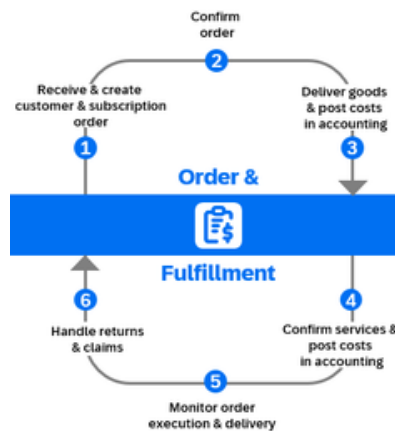 Confirm
order
2
Receive & create
customer & subscription
order
1
Deliver goods
& post costs
in accounting
3
Order &
$
Fulfillment
6
Handle returns
& claims
4
Confirm services &
post costs
in accounting
5
Monitor order
execution & delivery